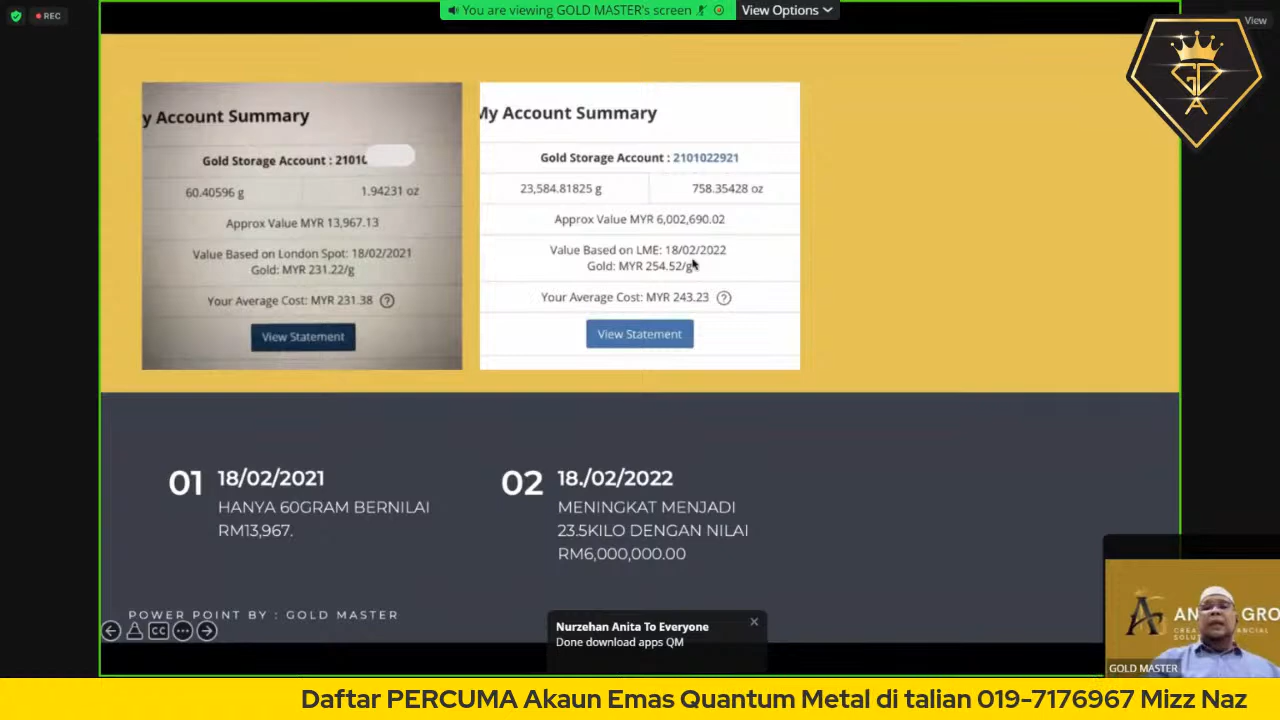 REC
You are viewing GOLD MASTER's screen
View Options
View
GDA
y Account Summary
Gold Storage Account : 2101
60.40596 g
1.94231 oz
Approx Value MYR 13,967.13
Value Based on London Spot: 18/02/2021
Gold: MYR 231.22/g
Your Average Cost: MYR 231.38 ?
View Statement
My Account Summary
Gold Storage Account : 2101022921
23,584.81825 g
758.35428 oz
Approx Value MYR 6,002,690.02
Value Based on LME: 18/02/2022
Gold: MYR 254.52/g
Your Average Cost: MYR 243.23 ?
View Statement
01 18/02/2021
HANYA 60GRAM BERNILAI
RM13,967.
02 18./02/2022
MENINGKAT MENJADI
23.5KILO DENGAN NILAI
RM6,000,000.00
POWER POINT BY : GOLD MASTER
CC
Nurzehan Anita To Everyone
Done download apps QM
GRO
GOLD MASTER
Daftar PERCUMA Akaun Emas Quantum Metal di talian 019-7176967 Mizz Naz